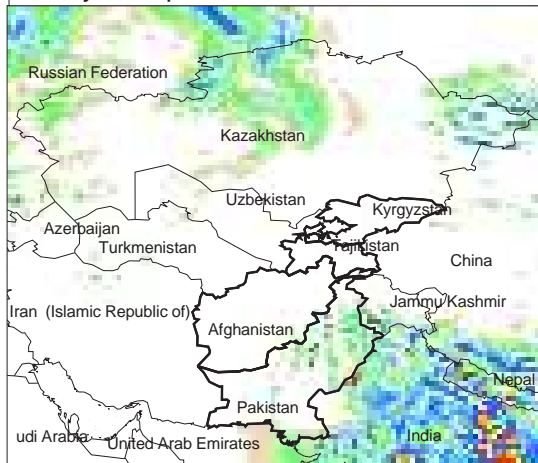 Russian Federation
Kazakhstan
Uzbekistan
Kyrgyzstan
Azerbaijan
Turkmenistan
Tajikistan
China
Iran (Islamic Republic of)
Jammu Kashmir
Afghanistan
Nepal
Pakistan
udi Arabia
United Arab Emirates
India